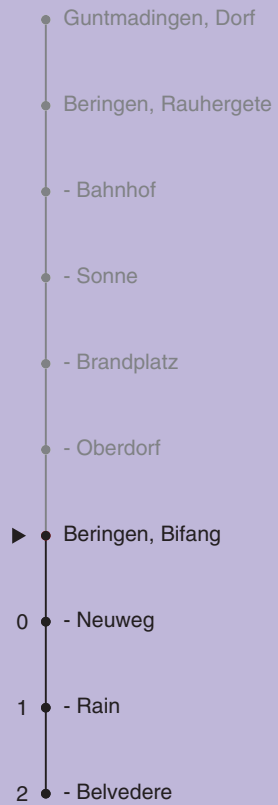 Guntmadingen, Dorf
Beringen, Rauhergete
- Bahnhof
- Sonne
- Brandplatz
- Oberdorf
Beringen, Bifang
0 - Neuweg
1 - Rain
2 - Belvedere